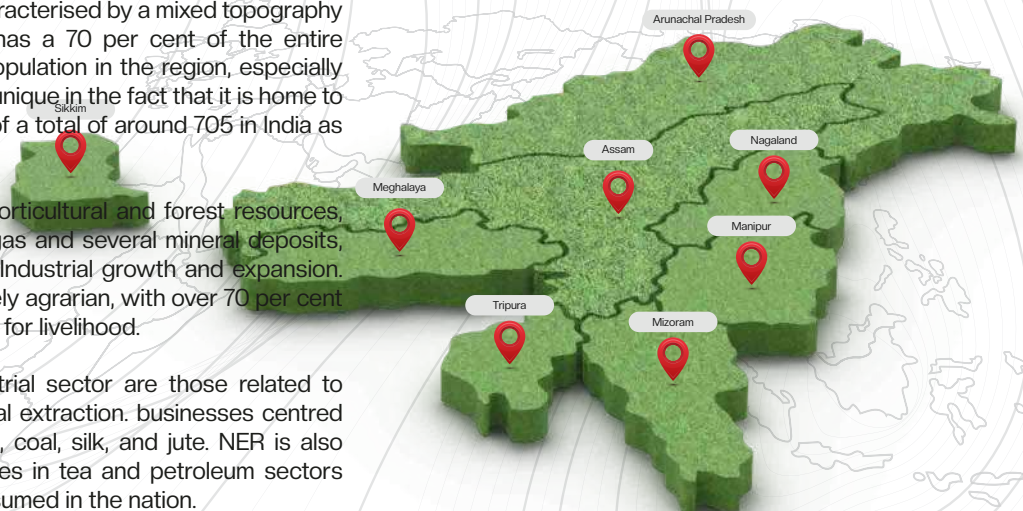 racterised by a mixed topography
has a 70 per cent of the entire
opulation in the region, especially
unique in the fact that it is home to
of a total of around 705 in India as
orticultural and forest resources,
gas and several mineral deposits,
Industrial growth and expansion.
ely agrarian, with over 70 per cent
for livelihood.
trial sector are those related to
al extraction. businesses centred
, coal, silk, and jute. NER is also
es in tea and petroleum sectors
sumed in the nation.
Sikkim
Arunachal Pradesh
Assam
Nagaland
Meghalaya
Manipur
Tripura
Mizoram